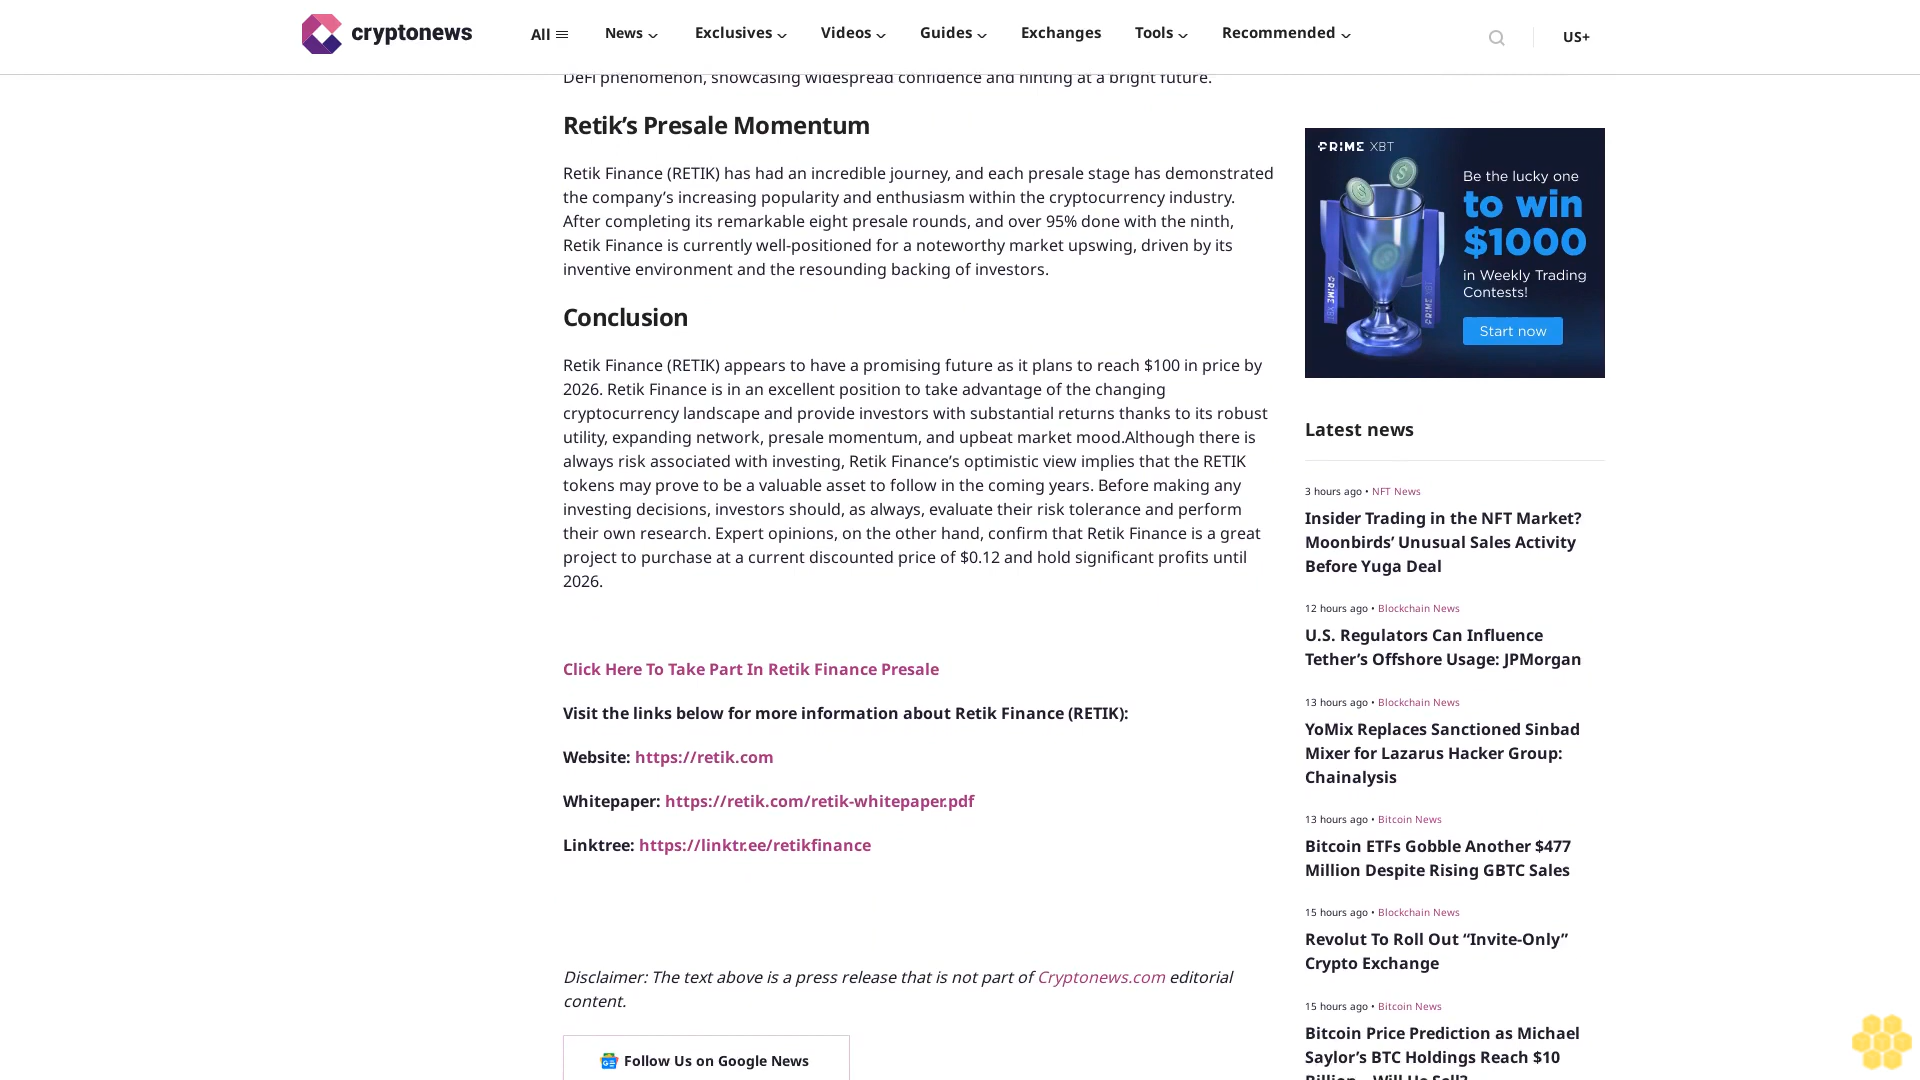 cryptonews
All
News
Exclusives
Videos
Guides
Exchanges
Tools
Recommended
US+
DeFi phenomenon, showcasing widespread confidence and hinting at a bright future.
Retik’s Presale Momentum
Retik Finance (RETIK) has had an incredible journey, and each presale stage has demonstrated
the company’s increasing popularity and enthusiasm within the cryptocurrency industry.
After completing its remarkable eight presale rounds, and over 95% done with the ninth,
Retik Finance is currently well-positioned for a noteworthy market upswing, driven by its
inventive environment and the resounding backing of investors.
Conclusion
Retik Finance (RETIK) appears to have a promising future as it plans to reach $100 in price by
2026. Retik Finance is in an excellent position to take advantage of the changing
cryptocurrency landscape and provide investors with substantial returns thanks to its robust
utility, expanding network, presale momentum, and upbeat market mood.Although there is
always risk associated with investing, Retik Finance’s optimistic view implies that the RETIK
tokens may prove to be a valuable asset to follow in the coming years. Before making any
investing decisions, investors should, as always, evaluate their risk tolerance and perform
their own research. Expert opinions, on the other hand, confirm that Retik Finance is a great
project to purchase at a current discounted price of $0.12 and hold significant profits until
2026.
Click Here To Take Part In Retik Finance Presale
Visit the links below for more information about Retik Finance (RETIK):
Website: https://retik.com
Whitepaper: https://retik.com/retik-whitepaper.pdf
Linktree: https://linktr.ee/retikfinance
Disclaimer: The text above is a press release that is not part of Cryptonews.com editorial
content.
Follow Us on Google News
PRIME XBT
Be the lucky one
to win
$1000
in Weekly Trading
Contests!
Start now
Latest news
3 hours ago • NFT News
Insider Trading in the NFT Market?
Moonbirds’ Unusual Sales Activity
Before Yuga Deal
12 hours ago • Blockchain News
U.S. Regulators Can Influence
Tether’s Offshore Usage: JPMorgan
13 hours ago • Blockchain News
YoMix Replaces Sanctioned Sinbad
Mixer for Lazarus Hacker Group:
Chainalysis
13 hours ago • Bitcoin News
Bitcoin ETFs Gobble Another $477
Million Despite Rising GBTC Sales
15 hours ago • Blockchain News
Revolut To Roll Out “Invite-Only”
Crypto Exchange
15 hours ago • Bitcoin News
Bitcoin Price Prediction as Michael
Saylor’s BTC Holdings Reach $10
Billion – Will He Sell?